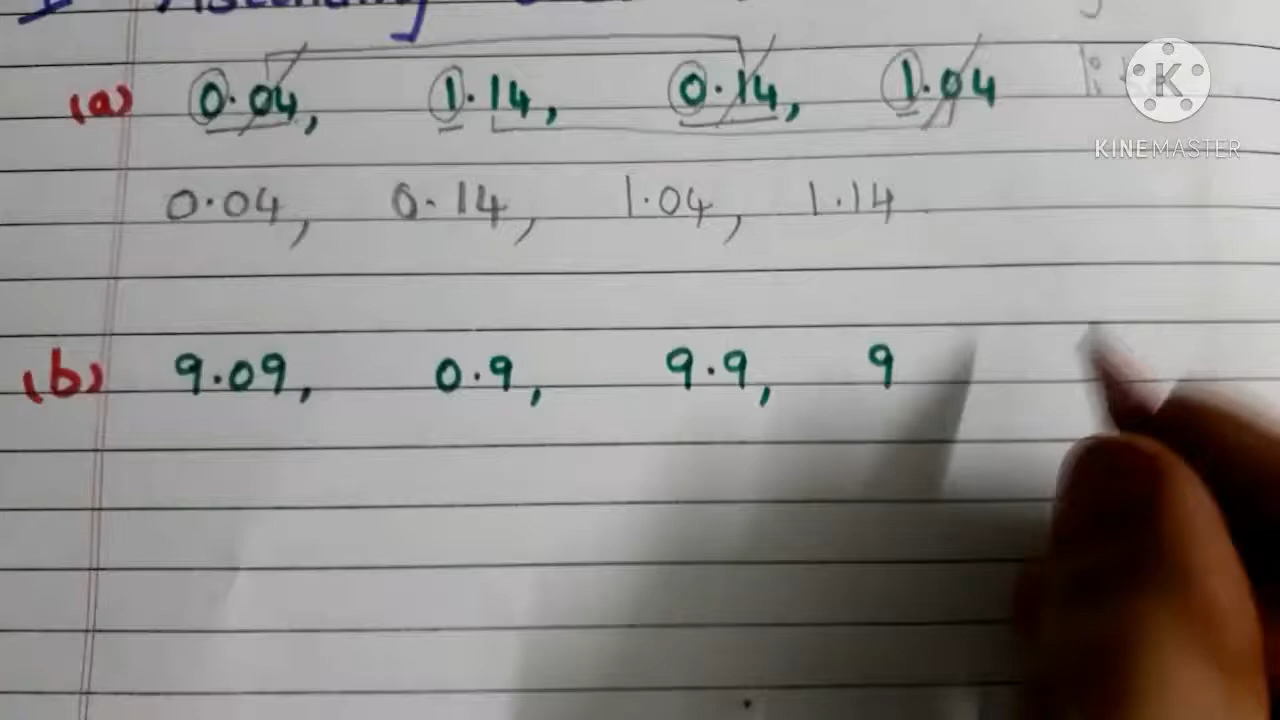 Ascending
(a) 0.04, 1.14, 0.14, 1.04
K
KINEMASTER
0.04, 0.14, 1.04, 1.14
(b) 9.09, 0.9, 9.9, 9